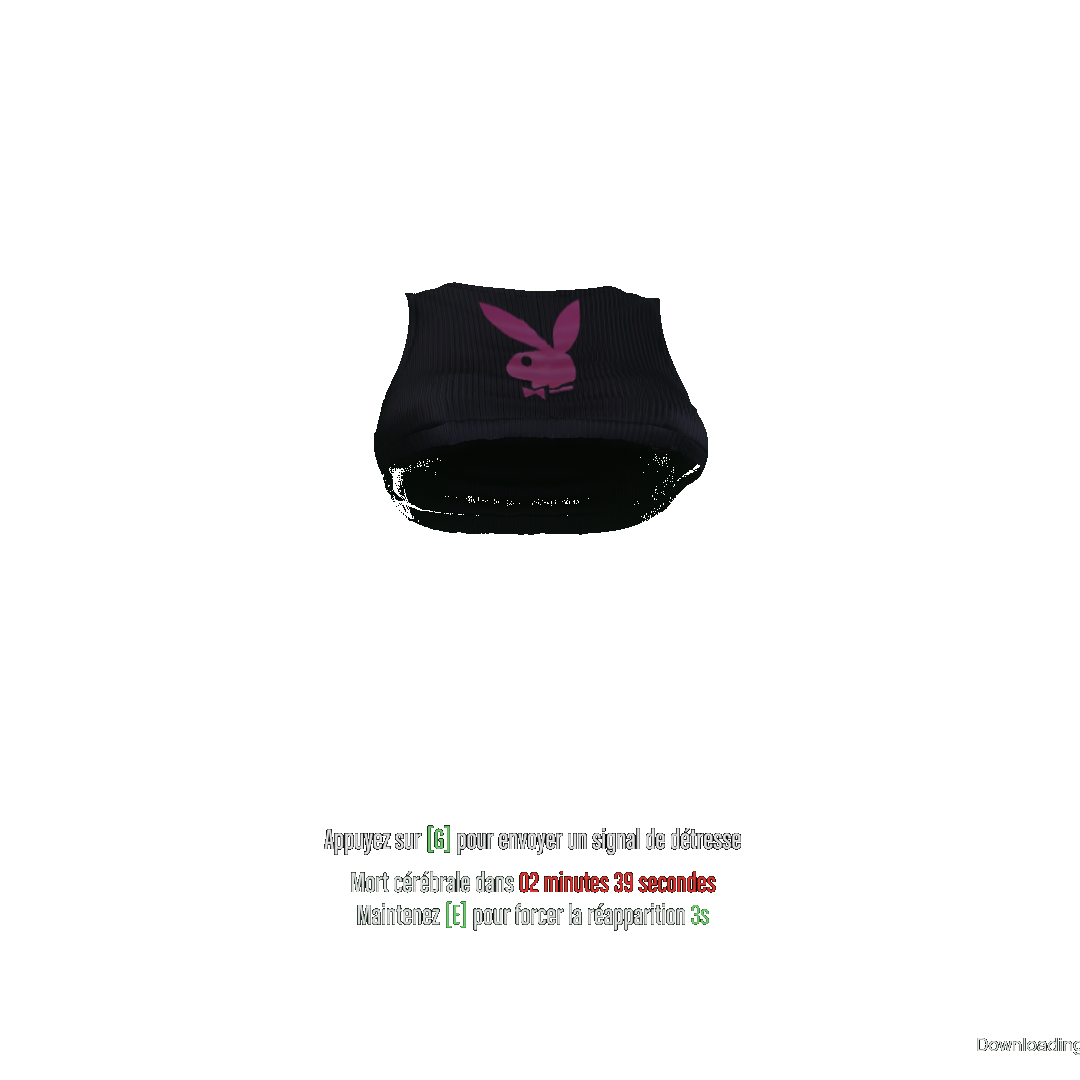 Appuyez sur [G] pour envoyer un signal de détresse
Mort cérébrale dans 02 minutes 39 secondes
Maintenez [E] pour forcer la réapparition 3s
Downloading